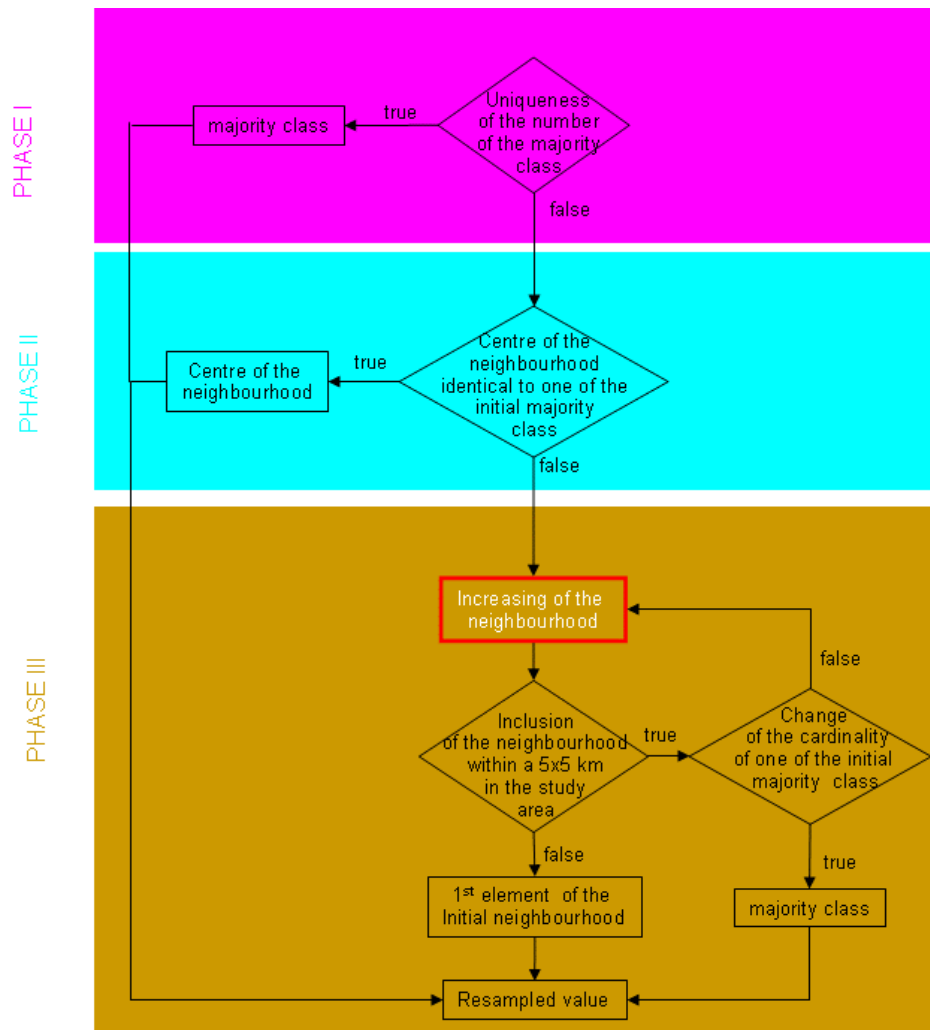 PHASE I
Uniqueness
of the number
of the majority
class
true
majority class
false
PHASE II
Centre of the
neighbourhood
identical to one of the
initial majority
class
true
Centre of the
neighbourhood
false
PHASE III
Increasing of the
neighbourhood
false
Inclusion
of the neighbourhood
within a 5x5 km
in the study
area
true
Change
of the cardinality
of one of the initial
majority class
false
true
1st element of the
Initial neighbourhood
majority class
Resampled value